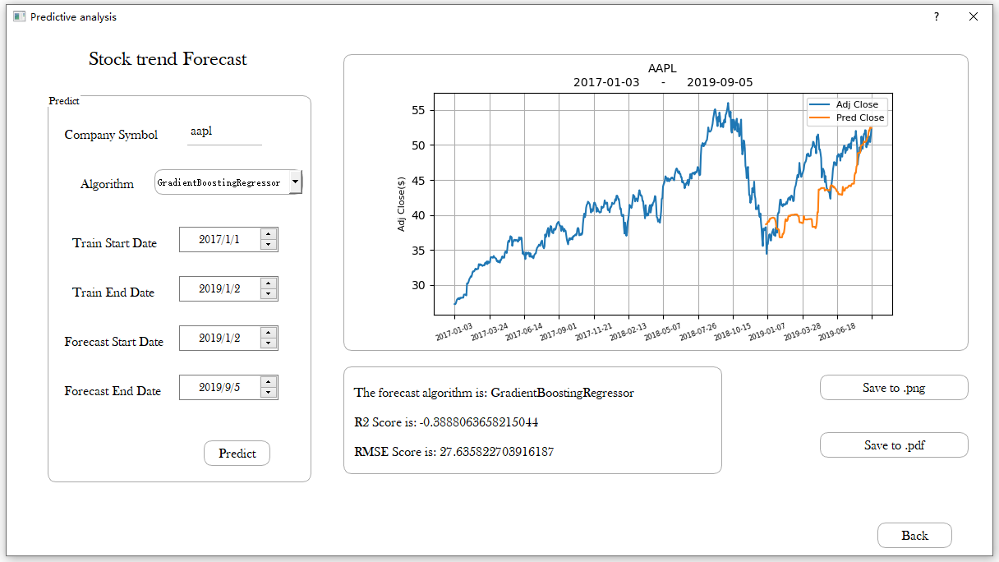 Predictive analysis
?
Stock trend Forecast
Predict
Company Symbol
aapl
Algorithm
GradientBoostingRegressor
Train Start Date
2017/1/1
Train End Date
2019/1/2
Forecast Start Date
2019/1/2
Forecast End Date
2019/9/5
Predict
AAPL
2017-01-03 - 2019-09-05
Adj Close
Pred Close
Adj Close($)
55
50
45
40
35
30
2017-01-03
2017-03-24
2017-06-14
2017-09-01
2017-11-21
2018-02-13
2018-05-07
2018-07-26
2018-10-15
2019-01-07
2019-03-28
2019-06-18
The forecast algorithm is: GradientBoostingRegressor
R2 Score is: -0.3888063658215044
RMSE Score is: 27.635822703916187
Save to .png
Save to .pdf
Back